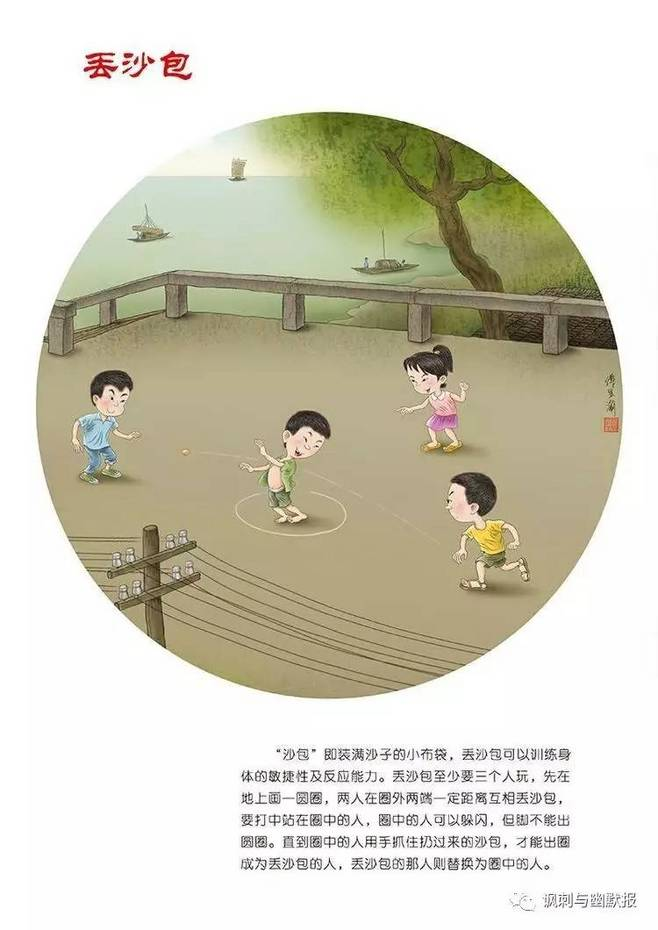 丢沙包
“沙包”即装满沙子的小布袋，丢沙包可以训练身
体的敏捷性及反应能力。丢沙包至少要三个人玩，先在
地上画一圆圈，两人在圈外两端一定距离互相丢沙包，
要打中站在圈中的人，圈中的人可以躲闪，但脚不能出
圆圈。直到圈中的人用手抓住扔过来的沙包，才能出圈
成为丢沙包的人，丢沙包的那人则替换为圈中的人。
讽刺与幽默报